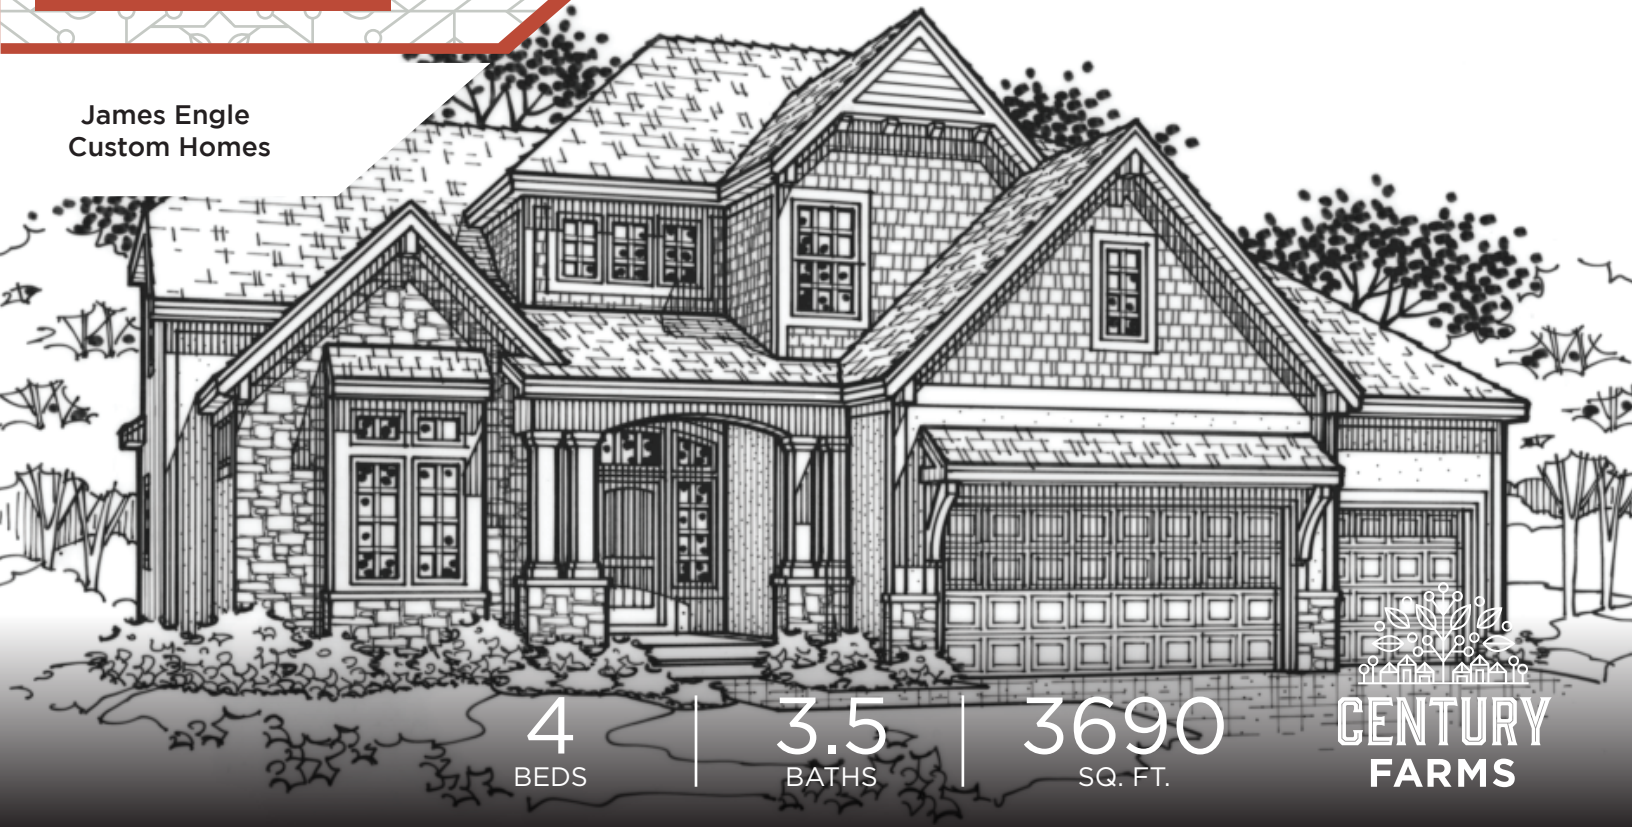 James Engle
Custom Homes
4
BEDS
3.5
BATHS
3690
SQ. FT.
CENTURY
FARMS